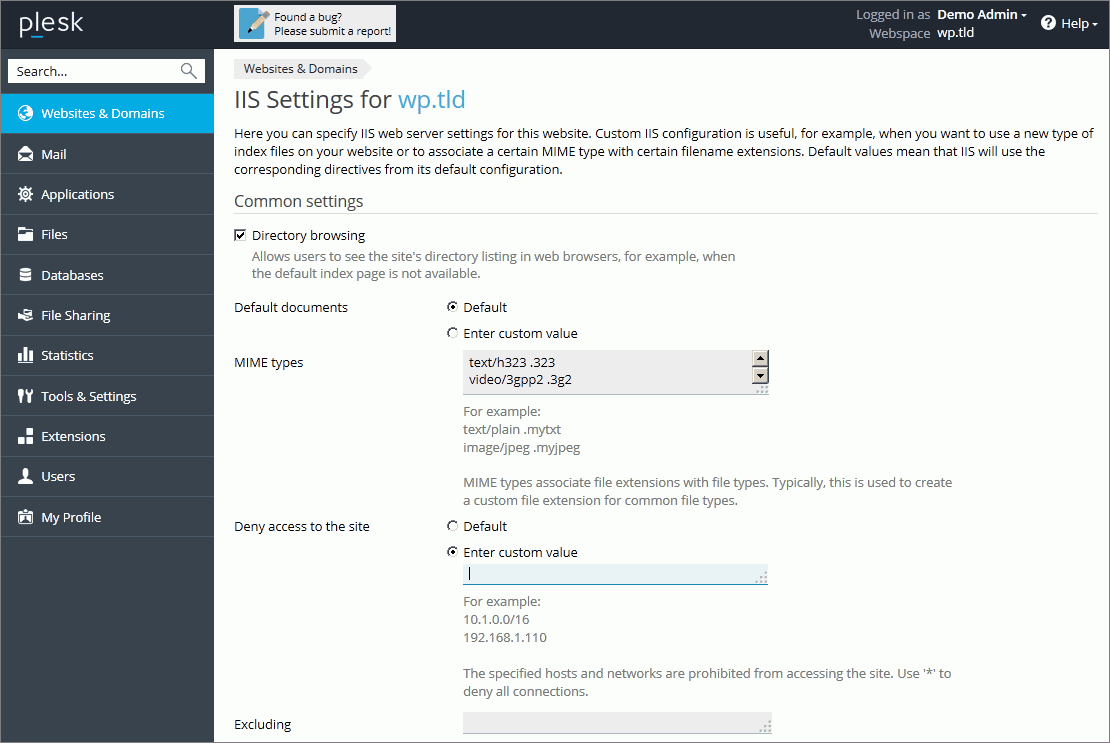 plesk
Found a bug?
Please submit a report!
Logged in as Demo Admin
Webspace wp.tld
Help
Search...
Websites & Domains
Mail
Applications
Files
Databases
File Sharing
Statistics
Tools & Settings
Extensions
Users
My Profile
Websites & Domains
IIS Settings for wp.tld
Here you can specify IIS web server settings for this website. Custom IIS configuration is useful, for example, when you want to use a new type of
index files on your website or to associate a certain MIME type with certain filename extensions. Default values mean that IIS will use the
corresponding directives from its default configuration.
Common settings
Directory browsing
Allows users to see the site's directory listing in web browsers, for example, when
the default index page is not available.
Default documents
Default
Enter custom value
MIME types
text/h323 .323
video/3gpp2 .3g2
For example:
text/plain .mytxt
image/jpeg .myjpeg
MIME types associate file extensions with file types. Typically, this is used to create
a custom file extension for common file types.
Deny access to the site
Default
Enter custom value
For example:
10.1.0.0/16
192.168.1.110
The specified hosts and networks are prohibited from accessing the site. Use '*' to
deny all connections.
Excluding